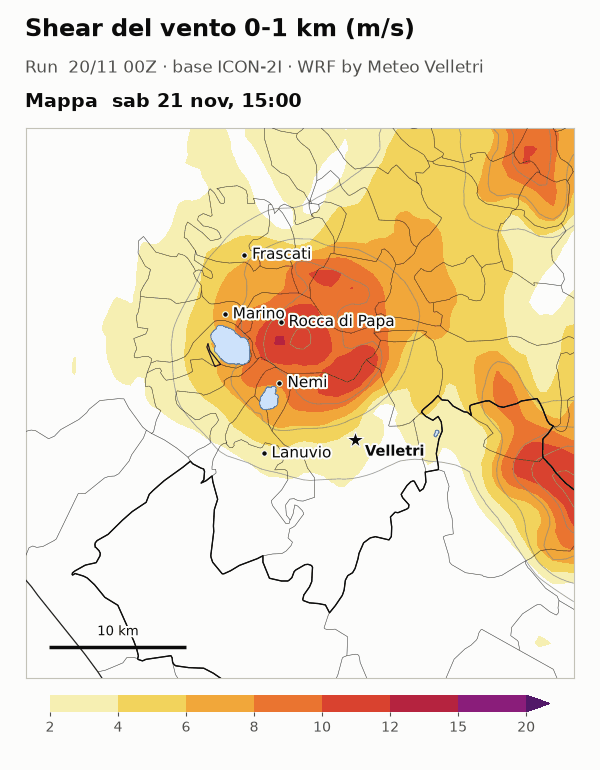 Shear del vento 0-1 km (m/s)
Run  20/11 00Z · base ICON-2I · WRF by Meteo Velletri
Mappa  sab 21 nov, 15:00
Frascati
Marino
Rocca di Papa
Nemi
Velletri
Lanuvio
10 km
2 4 6 8 10 12 15 20